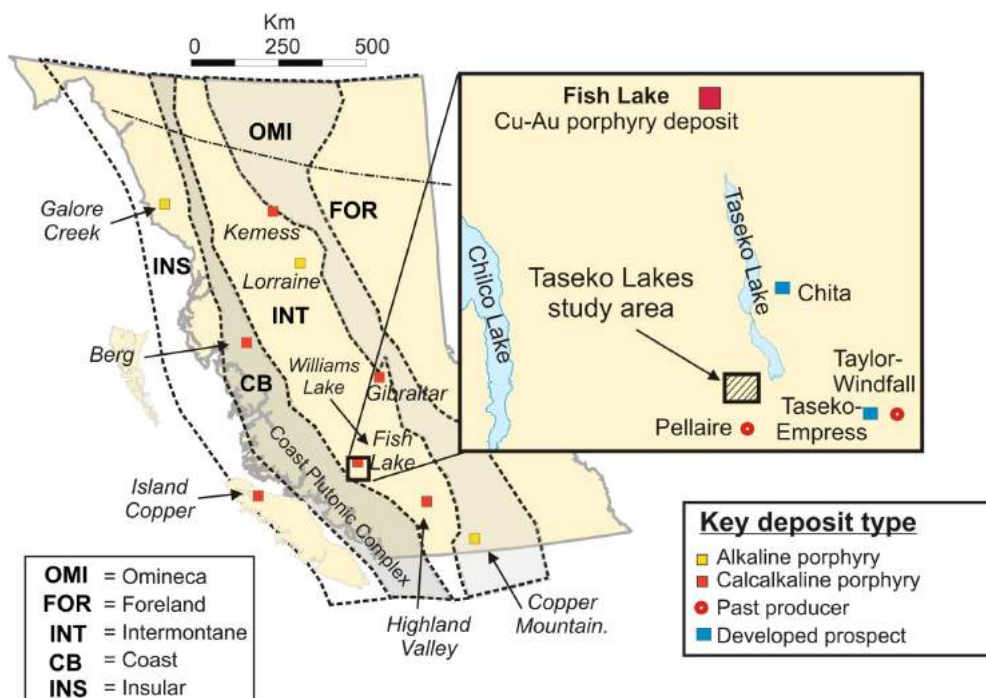 Km
0 250 500
OMI
FOR
Galore
Creek
Kemess
INS
Lorraine
INT
Berg
Williams
Lake
Gibraltar
CB
Fish
Lake
Coast Plutonic Complex
Island
Copper
Highland
Valley
Copper
Mountain.
Fish Lake
Cu-Au porphyry deposit
Chilco Lake
Taseko Lake
Taseko Lakes
study area
Chita
Taylor-
Windfall
Taseko-
Empress
Pellaire
OMI = Omineca
FOR = Foreland
INT = Intermontane
CB = Coast
INS = Insular
Key deposit type
Alkaline porphyry
Calcalkaline porphyry
Past producer
Developed prospect